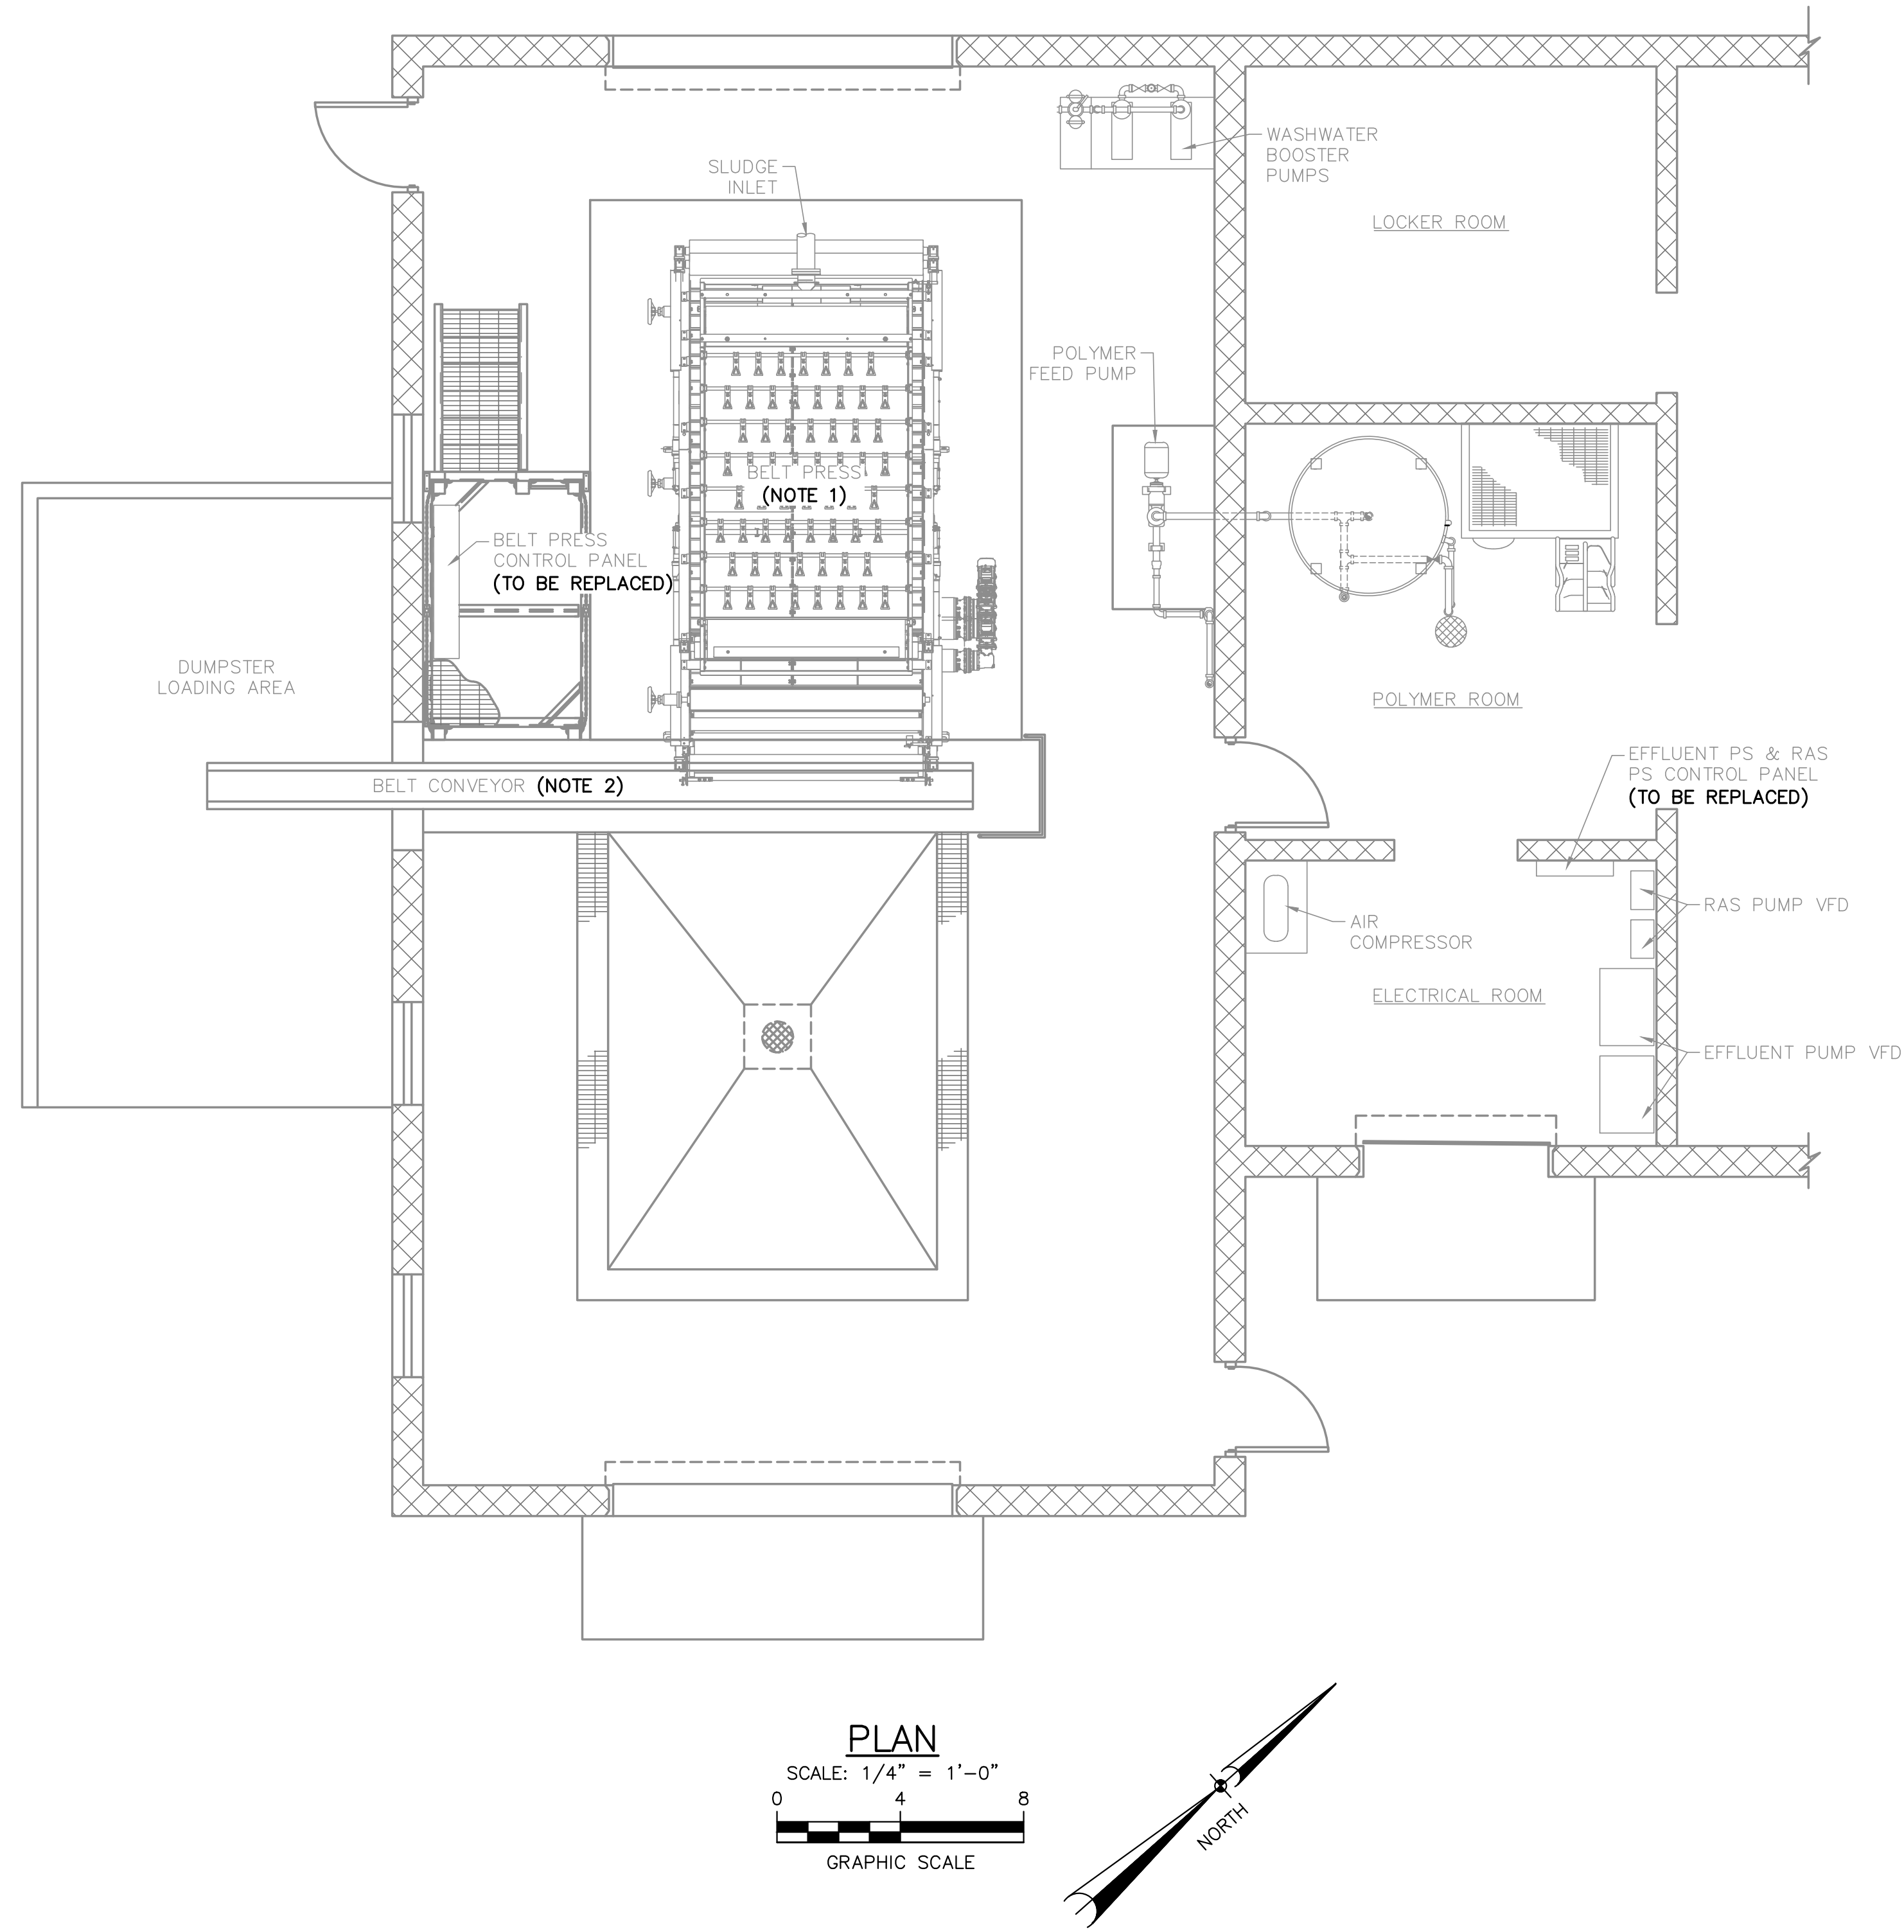 WASHWATER
BOOSTER
PUMPS
SLUDGE
INLET
LOCKER ROOM
POLYMER
FEED PUMP
BELT PRESS
(NOTE 1)
BELT PRESS
CONTROL PANEL
(TO BE REPLACED)
DUMPSTER
LOADING AREA
POLYMER ROOM
EFFLUENT PS & RAS
PS CONTROL PANEL
(TO BE REPLACED)
BELT CONVEYOR (NOTE 2)
RAS PUMP VFD
AIR
COMPRESSOR
ELECTRICAL ROOM
EFFLUENT PUMP VFD
PLAN
SCALE: 1/4" = 1'-0"
0 4 8
GRAPHIC SCALE
NORTH